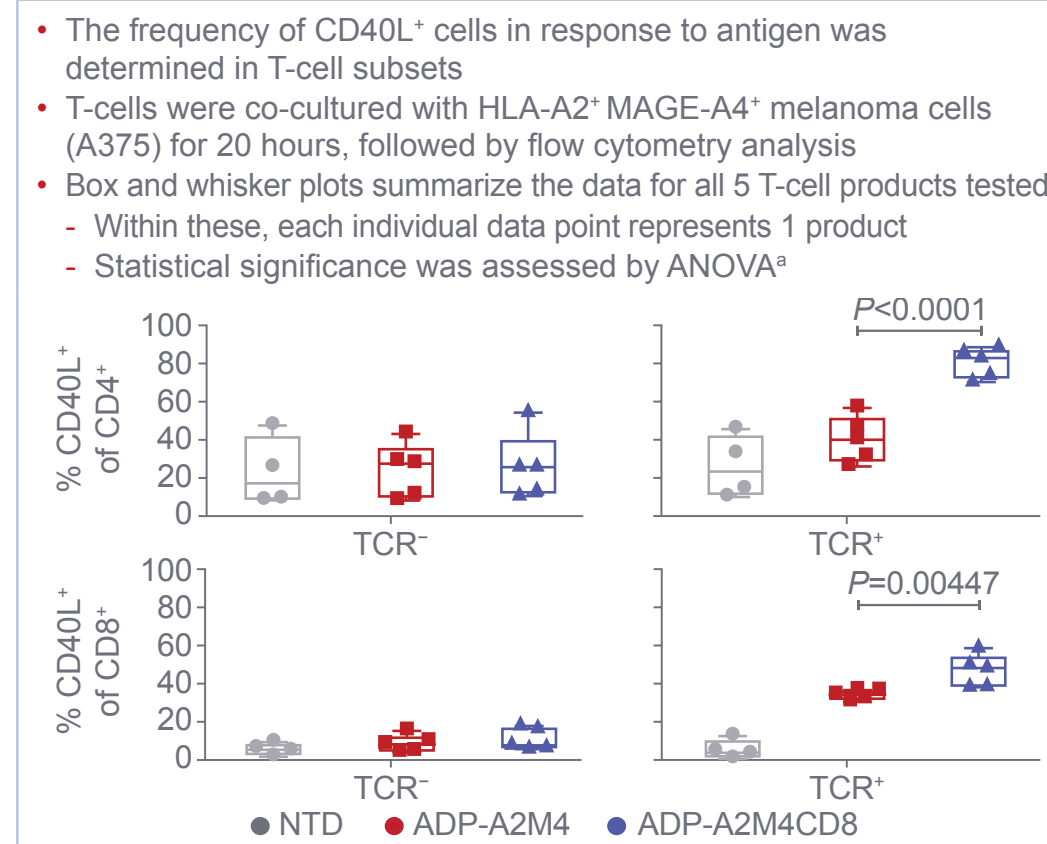 • The frequency of CD40L⁺ cells in response to antigen was
determined in T-cell subsets
• T-cells were co-cultured with HLA-A2⁺ MAGE-A4⁺ melanoma cells
(A375) for 20 hours, followed by flow cytometry analysis
• Box and whisker plots summarize the data for all 5 T-cell products tested
- Within these, each individual data point represents 1 product
- Statistical significance was assessed by ANOVAᵃ
% CD40L⁺
of CD4⁺
100
80
60
40
20
0
TCR⁻
P<0.0001
TCR⁺
% CD40L⁺
of CD8⁺
100
80
60
40
20
0
TCR⁻
P=0.00447
TCR⁺
NTD
ADP-A2M4
ADP-A2M4CD8